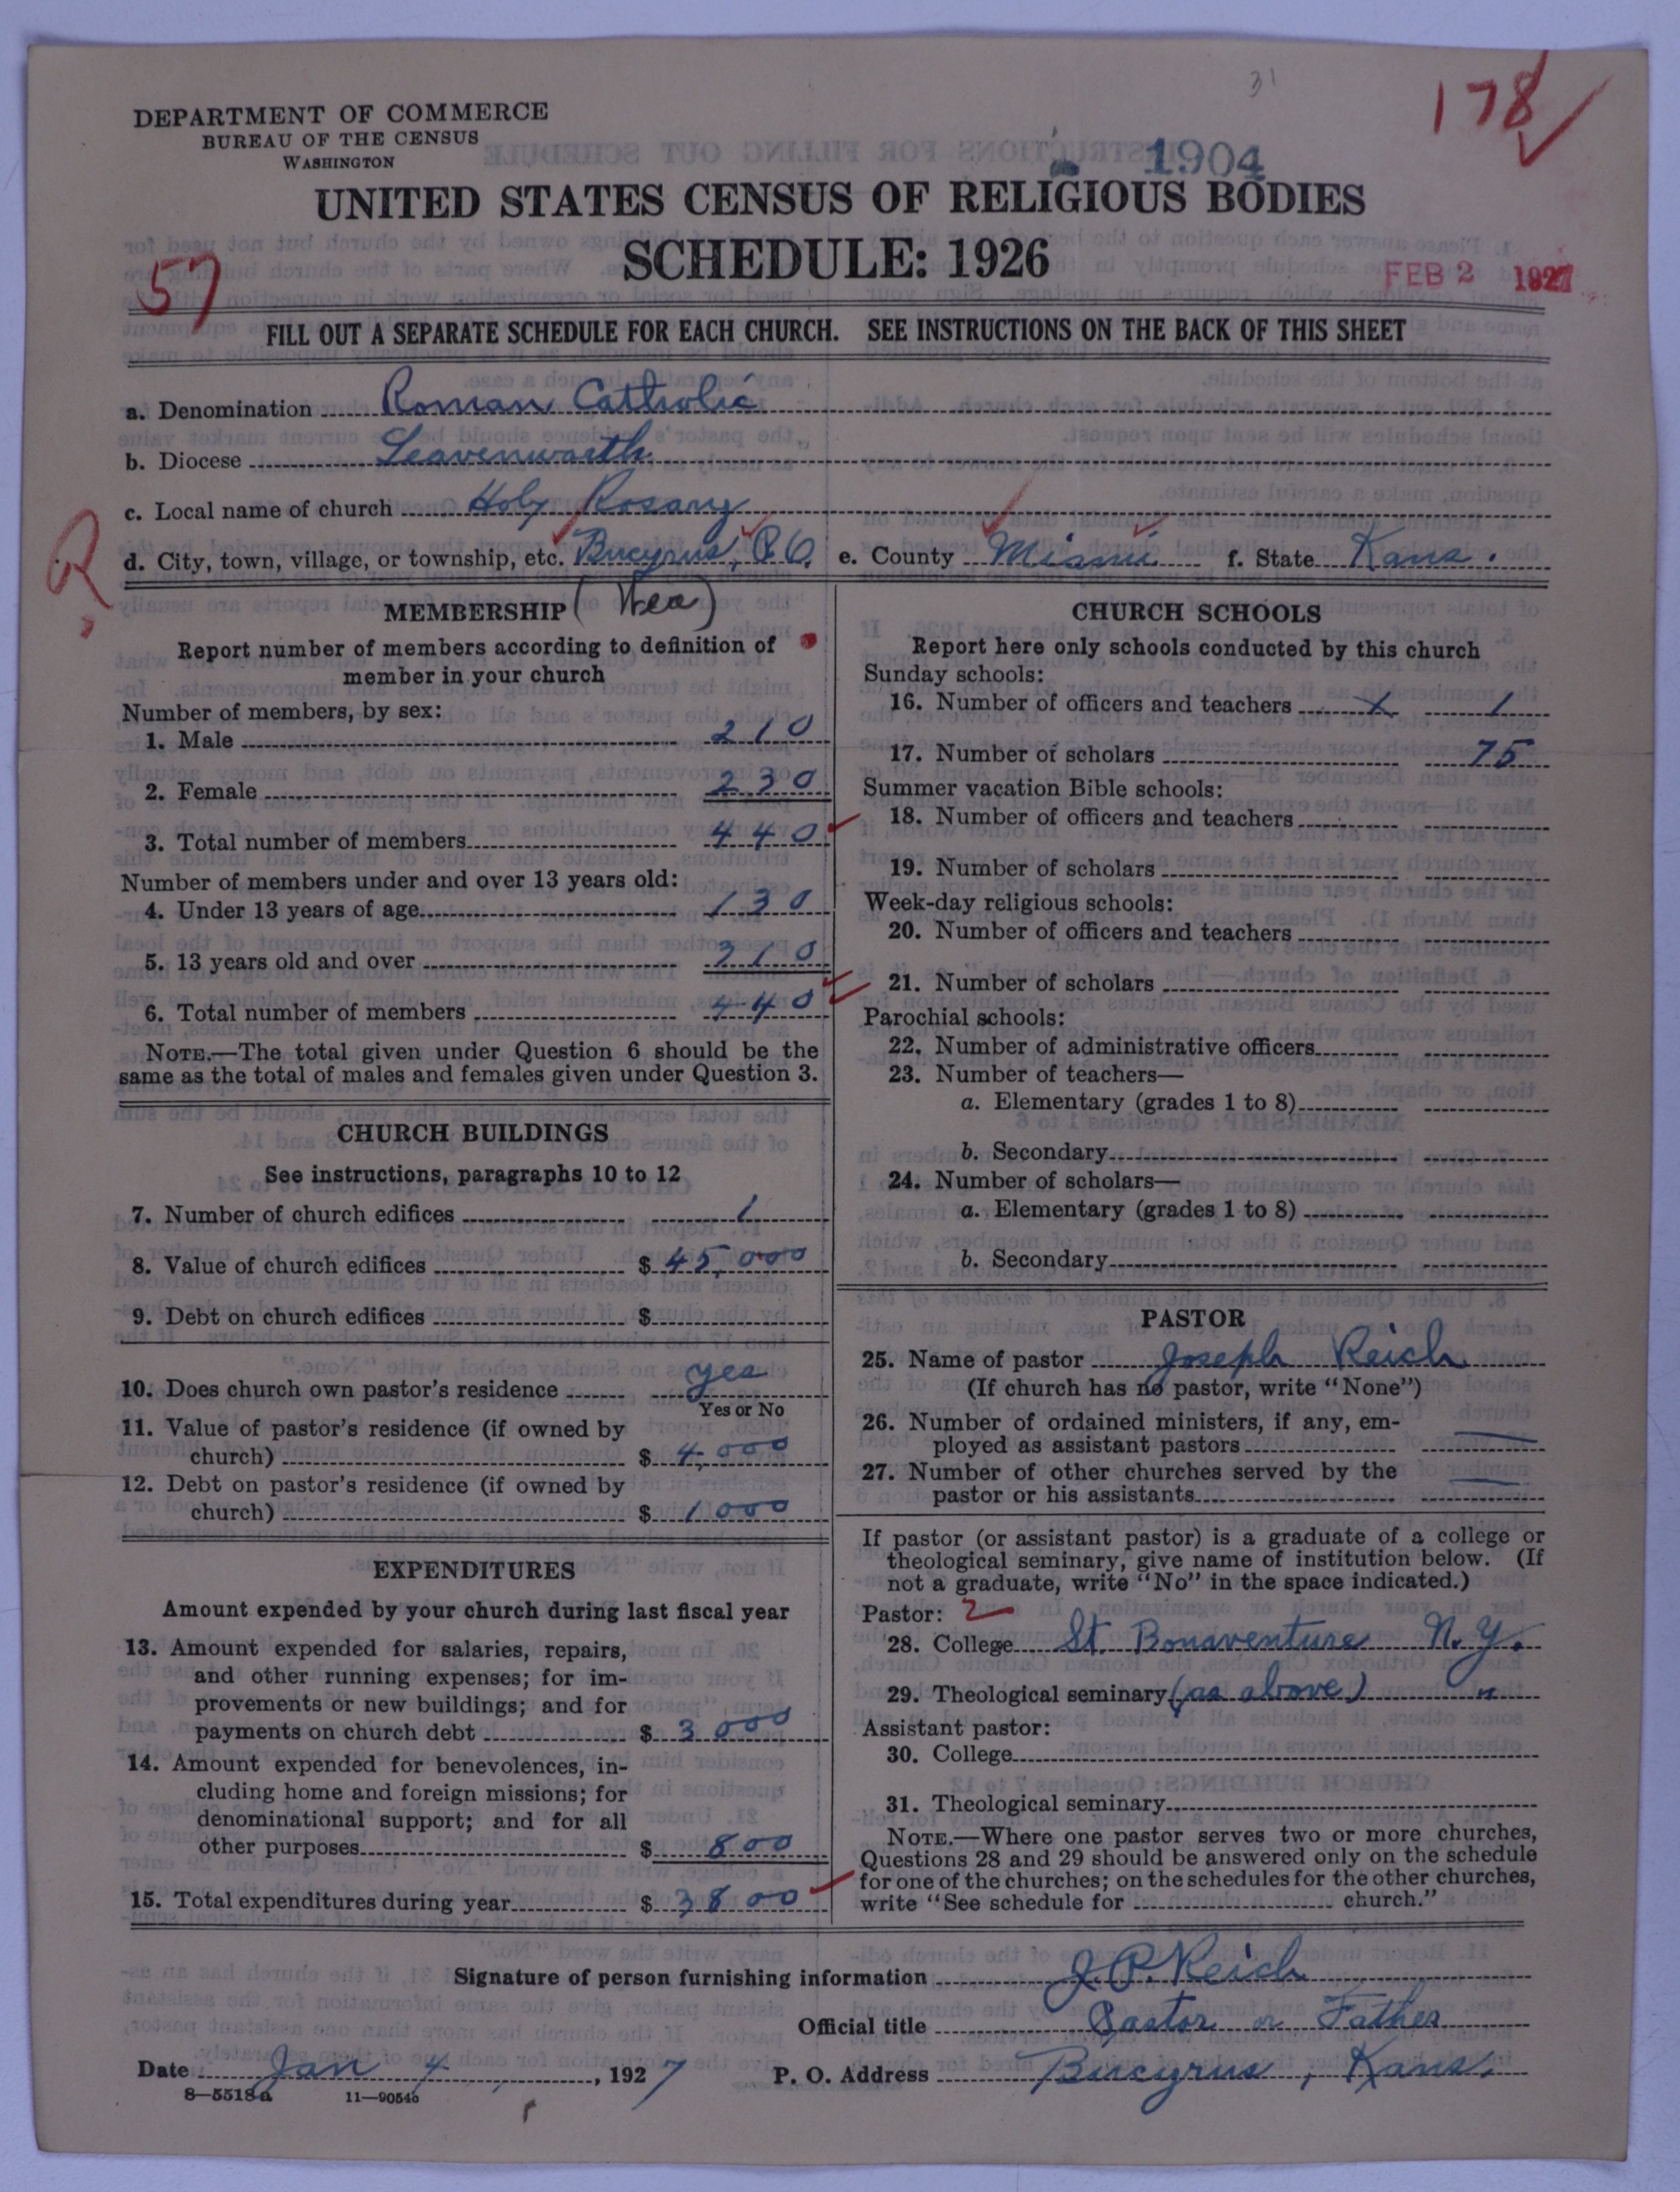 31
178
DEPARTMENT OF COMMERCE
BUREAU OF THE CENSUS
WASHINGTON
1904
UNITED STATES CENSUS OF RELIGIOUS BODIES
SCHEDULE: 1926
57
FEB 2 1927
FILL OUT A SEPARATE SCHEDULE FOR EACH CHURCH. SEE INSTRUCTIONS ON THE BACK OF THIS SHEET
a. Denomination Roman Catholic
b. Diocese Leavenworth
c. Local name of church Holy Rosary
d. City, town, village, or township, etc. Bucyrus, P.O. e. County Miami f. State Kans.
MEMBERSHIP (Wea)
Report number of members according to definition of
member in your church
Number of members, by sex:
1. Male 210
2. Female 230
3. Total number of members 440
Number of members under and over 13 years old:
4. Under 13 years of age 130
5. 13 years old and over 310
6. Total number of members 440
NOTE.—The total given under Question 6 should be the
same as the total of males and females given under Question 3.
CHURCH BUILDINGS
See instructions, paragraphs 10 to 12
7. Number of church edifices 1
8. Value of church edifices $ 45,000
9. Debt on church edifices $
10. Does church own pastor's residence yes
Yes or No
11. Value of pastor's residence (if owned by
church) $ 4,000
12. Debt on pastor's residence (if owned by
church) $ 1000
EXPENDITURES
Amount expended by your church during last fiscal year
13. Amount expended for salaries, repairs,
and other running expenses; for im-
provements or new buildings; and for
payments on church debt $ 3000
14. Amount expended for benevolences, in-
cluding home and foreign missions; for
denominational support; and for all
other purposes $ 800
15. Total expenditures during year $ 3800
CHURCH SCHOOLS
Report here only schools conducted by this church
Sunday schools:
16. Number of officers and teachers X 1
17. Number of scholars 75
Summer vacation Bible schools:
18. Number of officers and teachers
19. Number of scholars
Week-day religious schools:
20. Number of officers and teachers
21. Number of scholars
Parochial schools:
22. Number of administrative officers
23. Number of teachers—
a. Elementary (grades 1 to 8)
b. Secondary
24. Number of scholars—
a. Elementary (grades 1 to 8)
b. Secondary
PASTOR
25. Name of pastor Joseph Reich
(If church has no pastor, write "None")
26. Number of ordained ministers, if any, em-
ployed as assistant pastors —
27. Number of other churches served by the
pastor or his assistants —
If pastor (or assistant pastor) is a graduate of a college or
theological seminary, give name of institution below. (If
not a graduate, write "No" in the space indicated.)
Pastor: 2
28. College St. Bonaventure N.Y.
29. Theological seminary (as above) "
Assistant pastor:
30. College
31. Theological seminary
NOTE.—Where one pastor serves two or more churches,
Questions 28 and 29 should be answered only on the schedule
for one of the churches; on the schedules for the other churches,
write "See schedule for church."
Signature of person furnishing information J. P. Reich
Official title Pastor or Father
Date Jan 4, 1927 P. O. Address Bucyrus, Kans.
8—5518a 11—9054b